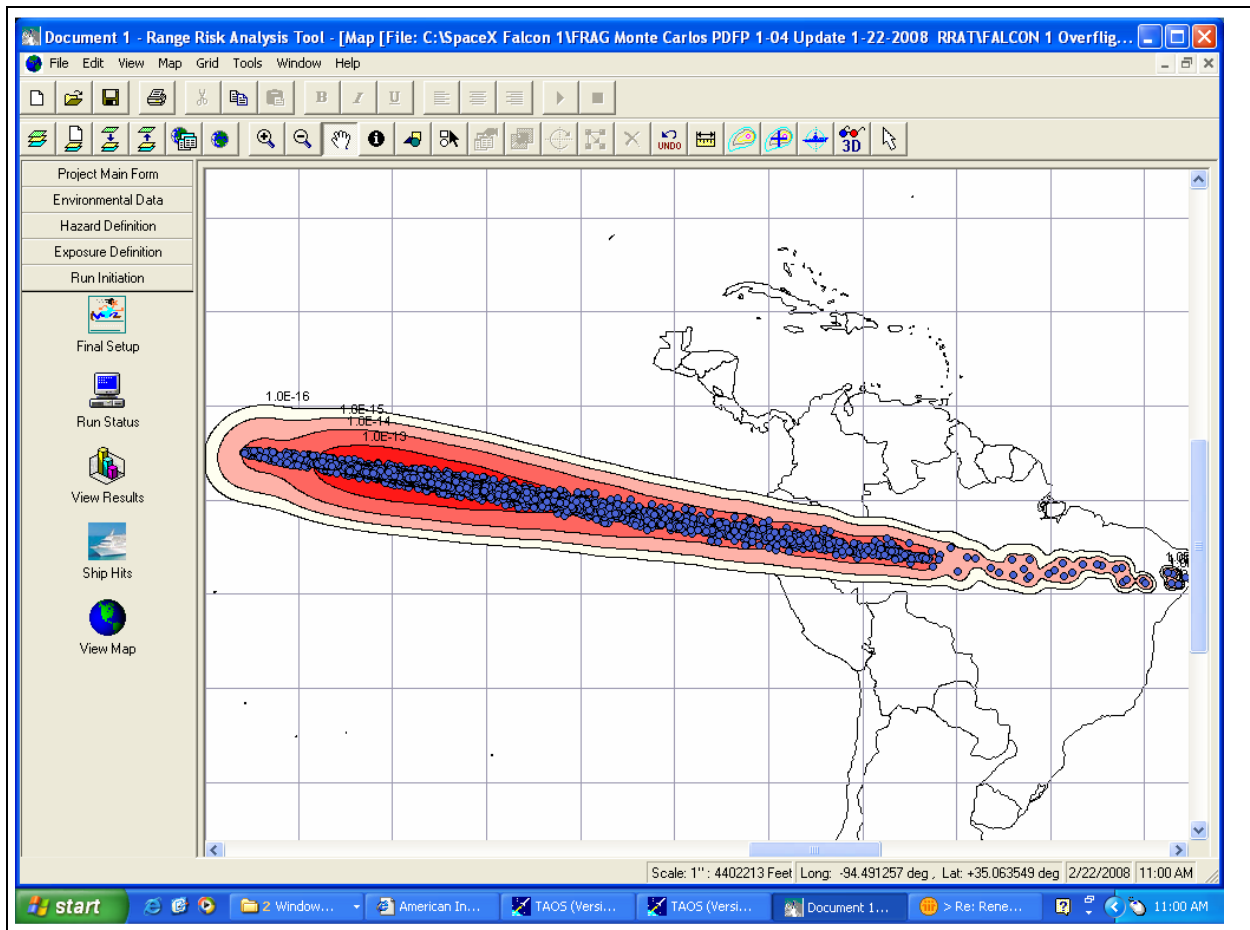 Document 1 - Range Risk Analysis Tool - [Map [File: C:\SpaceX Falcon 1\FRAG Monte Carlos PDFP 1-04 Update 1-22-2008 RRAT\FALCON 1 Overflig...
File Edit View Map Grid Tools Window Help
B I U
UNDO 3D
Project Main Form
Environmental Data
Hazard Definition
Exposure Definition
Run Initiation
Final Setup
Run Status
View Results
Ship Hits
View Map
1.0E-16
1.0E-15
1.0E-14
1.0E-13
Scale: 1" : 4402213 Feet Long: -94.491257 deg , Lat: +35.063549 deg 2/22/2008 11:00 AM
start 2 Window... American In... TAOS (Versi... TAOS (Versi... Document 1... > Re: Rene... 11:00 AM